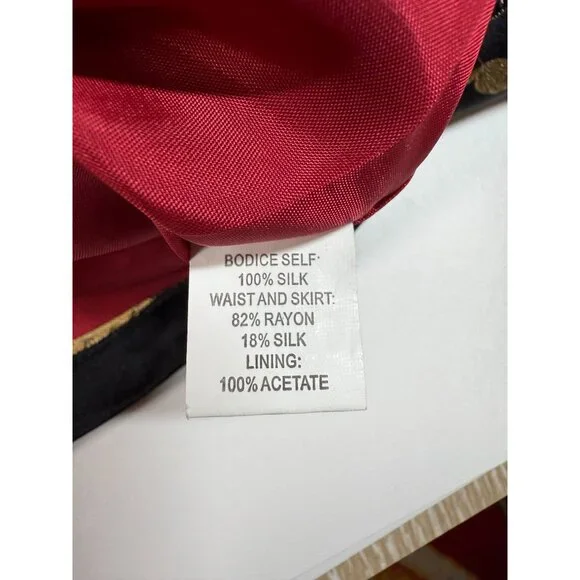 BODICE SELF:
100% SILK
WAIST AND SKIRT:
82% RAYON
18% SILK
LINING:
100% ACETATE